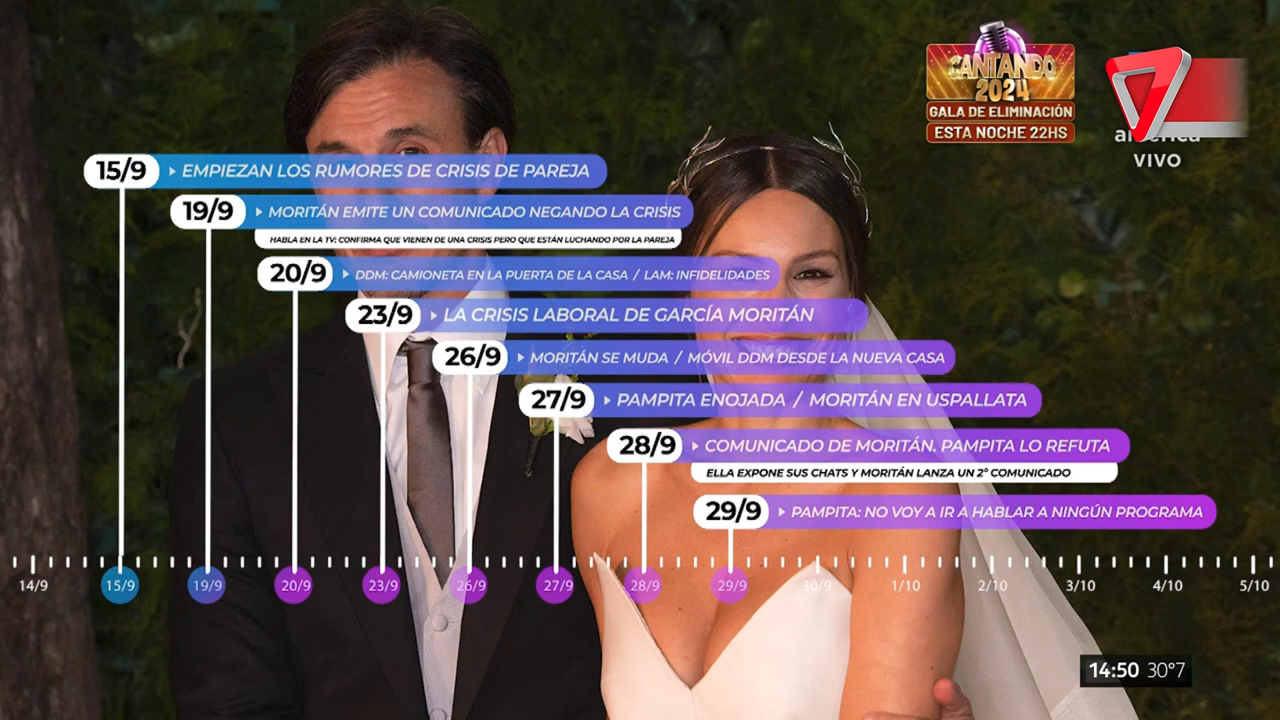 CANTANDO
2024
GALA DE ELIMINACIÓN
ESTA NOCHE 22HS
VIVO
15/9 EMPIEZAN LOS RUMORES DE CRISIS DE PAREJA
19/9 MORITÁN EMITE UN COMUNICADO NEGANDO LA CRISIS
HABLA EN LA TV: CONFIRMA QUE VIENEN DE UNA CRISIS PERO QUE ESTÁN LUCHANDO POR LA PAREJA
20/9 DDM: CAMIONETA EN LA PUERTA DE LA CASA / LAM: INFIDELIDADES
23/9 LA CRISIS LABORAL DE GARCÍA MORITÁN
26/9 MORITÁN SE MUDA / MÓVIL DDM DESDE LA NUEVA CASA
27/9 PAMPITA ENOJADA / MORITÁN EN USPALLATA
28/9 COMUNICADO DE MORITÁN. PAMPITA LO REFUTA
ELLA EXPONE SUS CHATS Y MORITÁN LANZA UN 2º COMUNICADO
29/9 PAMPITA: NO VOY A IR A HABLAR A NINGÚN PROGRAMA
14/9 15/9 19/9 20/9 23/9 26/9 27/9 28/9 29/9 30/9 1/10 2/10 3/10 4/10 5/10
14:50 30º7